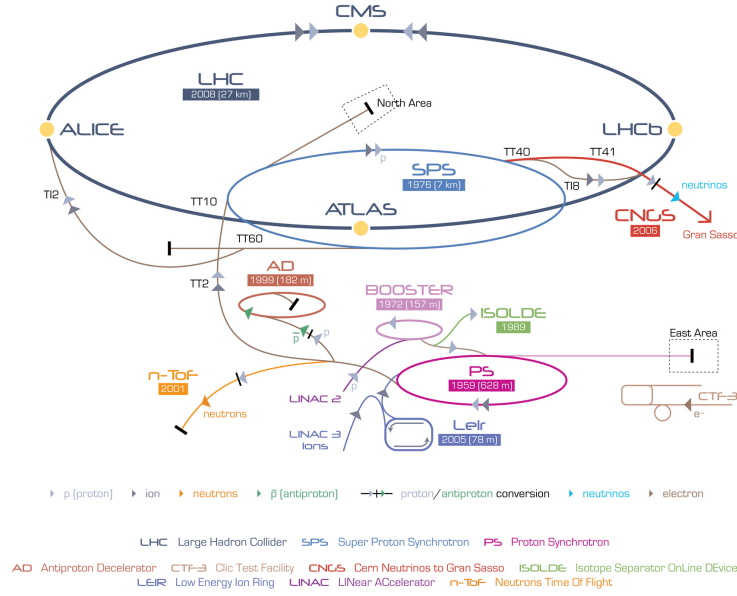 CMS
LHC
2008 (27 km)
North Area
ALICE
TT40
TT41
LHCb
SPS
1976 (7 km)
p
TI8
neutrinos
TI2
TT10
ATLAS
CNGS
2006
Gran Sasso
TT60
AD
1999 (182 m)
TT2
BOOSTER
1972 (157 m)
ISOLDE
1989
East Area
p̅
p
n-ToF
2001
PS
1959 (628 m)
p
LINAC 2
neutrons
CTF-3
e-
LINAC 3
Ions
Leir
2005 (78 m)
p (proton)
ion
neutrons
p̅ (antiproton)
proton/antiproton conversion
neutrinos
electron
LHC Large Hadron Collider SPS Super Proton Synchrotron PS Proton Synchrotron
AD Antiproton Decelerator CTF-3 Clic Test Facility CNGS Cern Neutrinos to Gran Sasso ISOLDE Isotope Separator OnLine DEvice
LEIR Low Energy Ion Ring LINAC LINear ACcelerator n-ToF Neutrons Time Of Flight